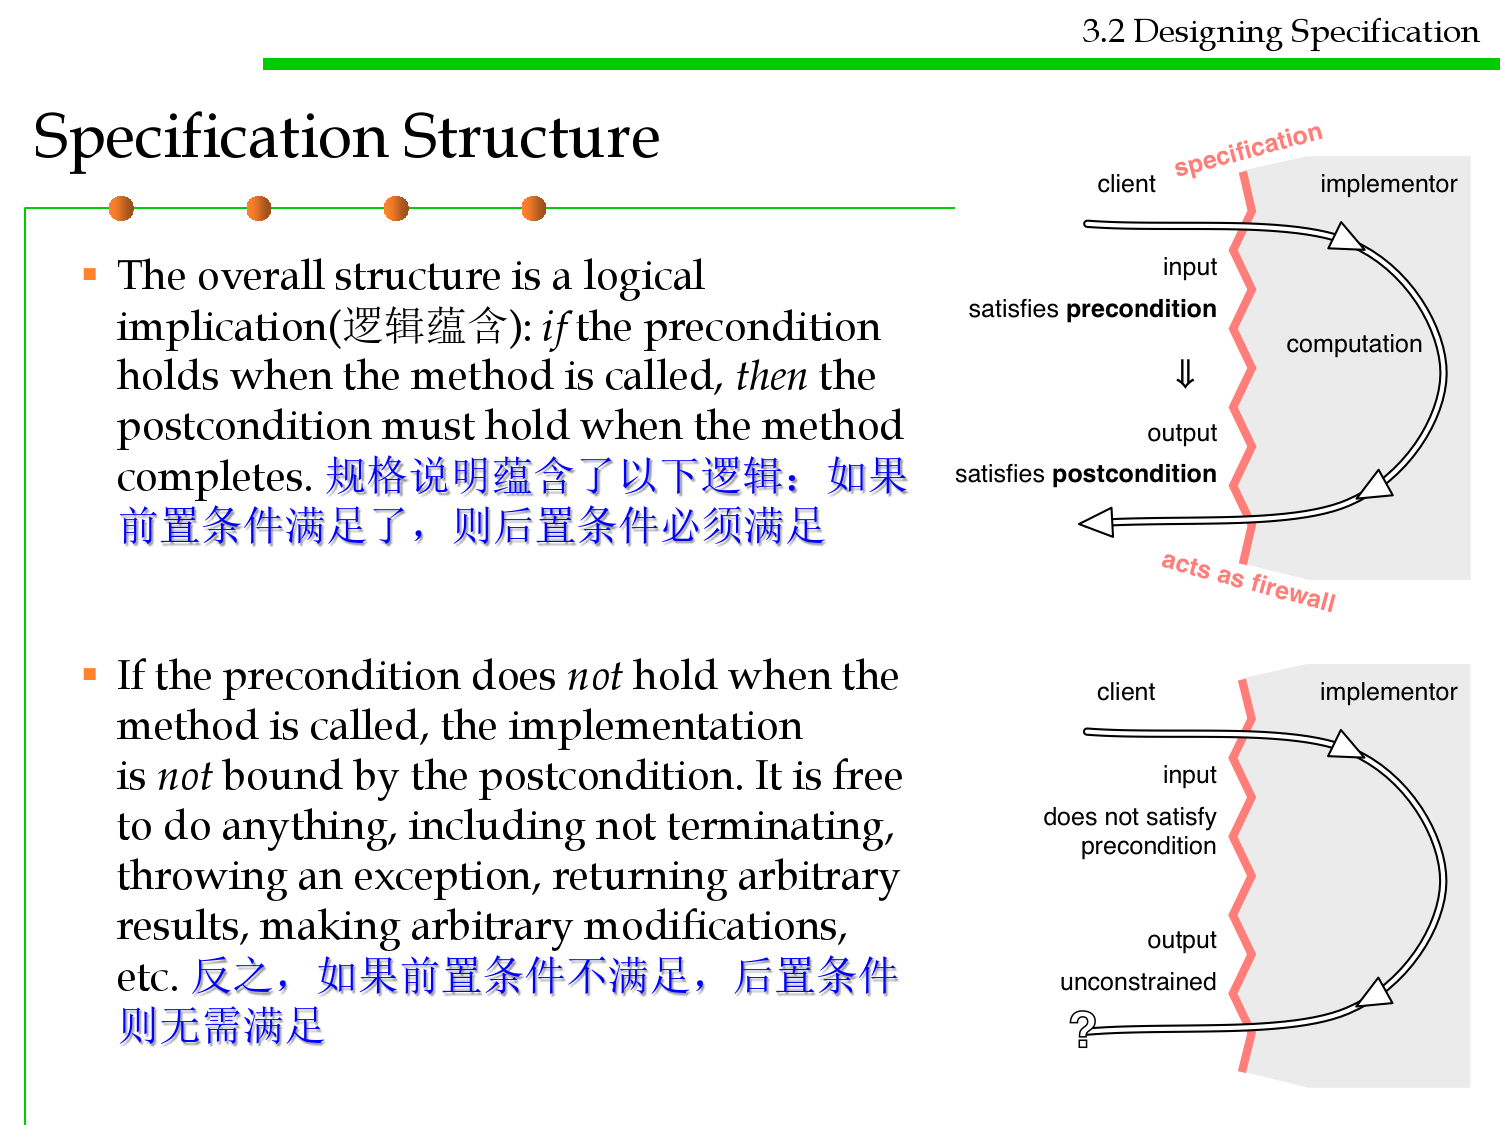 3.2 Designing Specification
Specification Structure
The overall structure is a logical
implication(逻辑蕴含): if the precondition
holds when the method is called, then the
postcondition must hold when the method
completes. 规格说明蕴含了以下逻辑：如果
前置条件满足了，则后置条件必须满足
If the precondition does not hold when the
method is called, the implementation
is not bound by the postcondition. It is free
to do anything, including not terminating,
throwing an exception, returning arbitrary
results, making arbitrary modifications,
etc. 反之，如果前置条件不满足，后置条件
则无需满足
specification
client
implementor
input
satisfies precondition
computation
⇓
output
satisfies postcondition
acts as firewall
client
implementor
input
does not satisfy
precondition
output
unconstrained
?